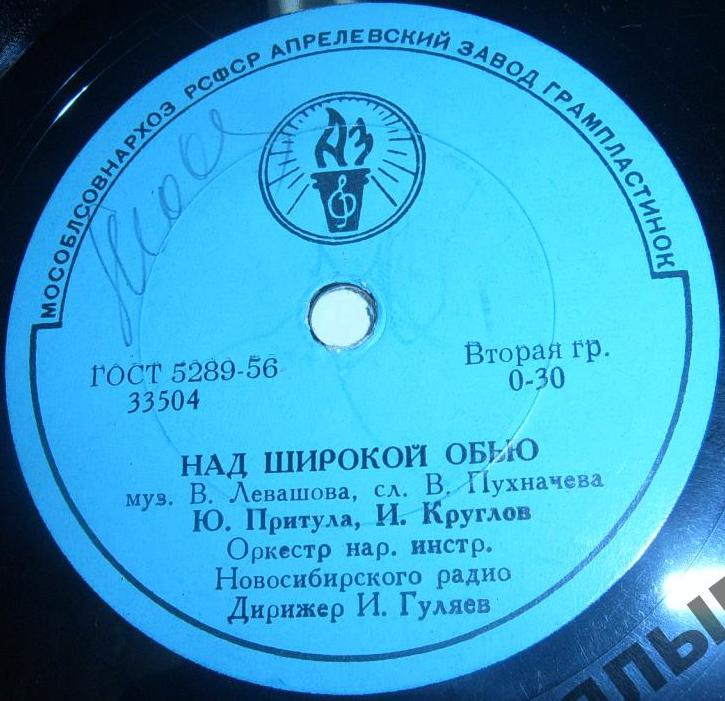 МОСОБЛСОВНАРХОЗ РСФСР АПРЕЛЕВСКИЙ ЗАВОД ГРАМПЛАСТИНОК
АЗ
ГОСТ 5289-56
33504
Вторая гр.
0-30
НАД ШИРОКОЙ ОБЬЮ
муз. В. Левашова, сл. В. Пухначева
Ю. Притула, И. Круглов
Оркестр нар. инстр.
Новосибирского радио
Дирижер И. Гуляев